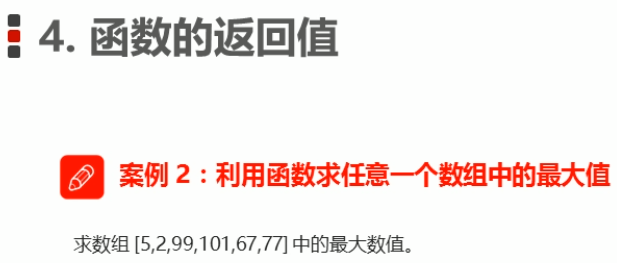 4. 函数的返回值
案例 2：利用函数求任意一个数组中的最大值
求数组 [5,2,99,101,67,77] 中的最大数值。